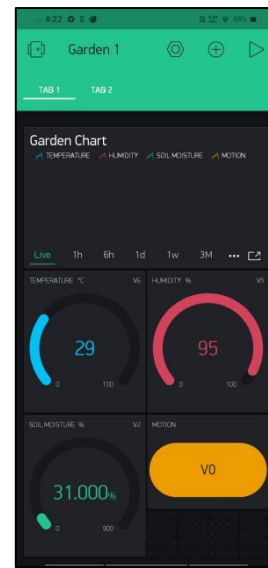 4:22
55%
Garden 1
TAB 1 TAB 2
Garden Chart
TEMPERATURE HUMIDITY SOIL MOISTURE MOTION
Live 1h 6h 1d 1w 3M
TEMPERATURE °C V6 HUMIDITY % V5
29 95
0 100 0 100
SOIL MOISTURE % V2 MOTION
V0
31.000%
0 900